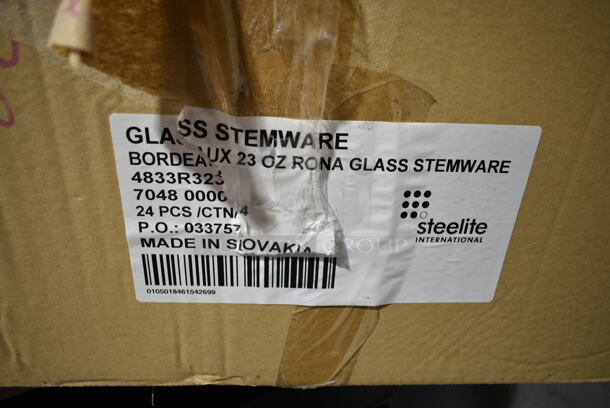 GLASS STEMWARE
BORDEAUX 23 OZ RONA GLASS STEMWARE
4833R323
7048 0000
24 PCS /CTN/4
P.O.: 033757
MADE IN SLOVAKIA
0105018461542699
steelite
INTERNATIONAL
GROUP